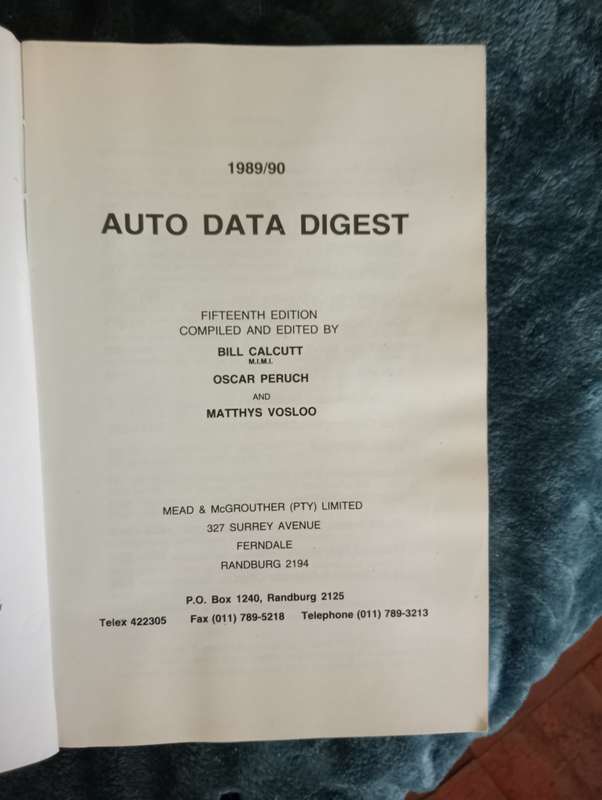 1989/90
AUTO DATA DIGEST
FIFTEENTH EDITION
COMPILED AND EDITED BY
BILL CALCUTT
M.I.M.I.
OSCAR PERUCH
AND
MATTHYS VOSLOO
MEAD & McGROUTHER (PTY) LIMITED
327 SURREY AVENUE
FERNDALE
RANDBURG 2194
P.O. Box 1240, Randburg 2125
Telex 422305 Fax (011) 789-5218 Telephone (011) 789-3213